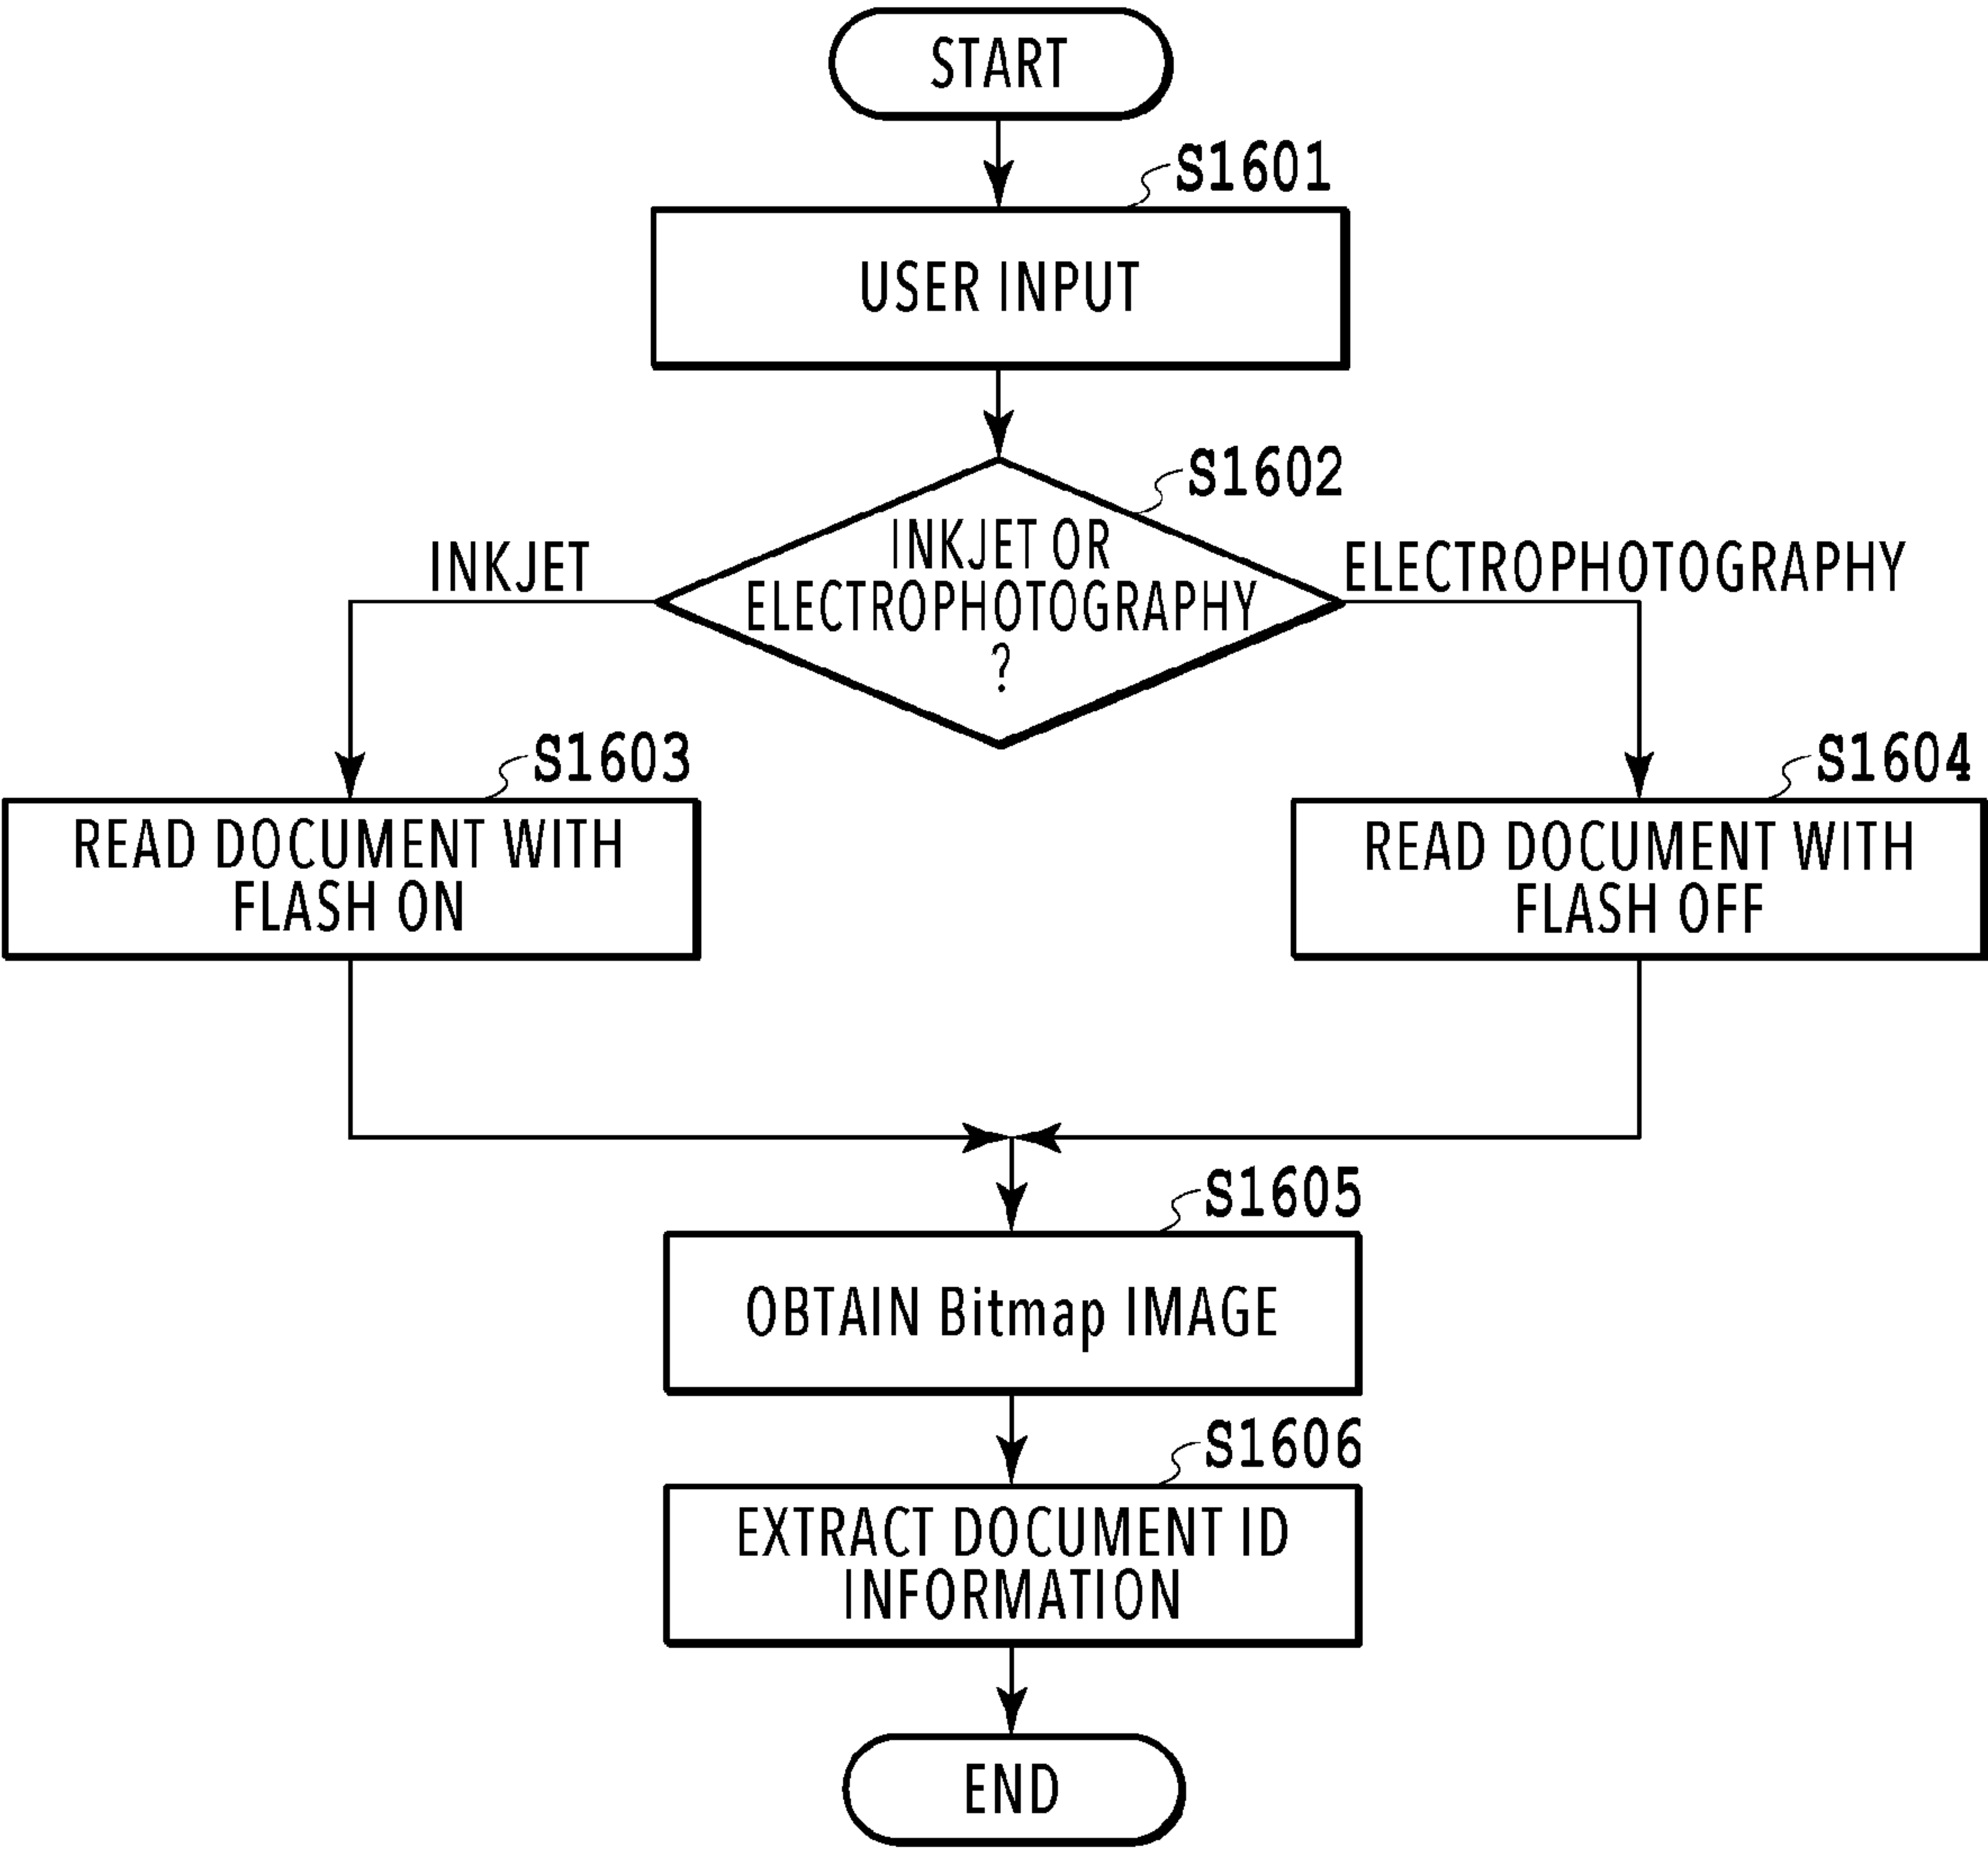 START
S1601
USER INPUT
S1602
INKJET OR
ELECTROPHOTOGRAPHY
?
INKJET
ELECTROPHOTOGRAPHY
S1603
READ DOCUMENT WITH
FLASH ON
S1604
READ DOCUMENT WITH
FLASH OFF
S1605
OBTAIN Bitmap IMAGE
S1606
EXTRACT DOCUMENT ID
INFORMATION
END